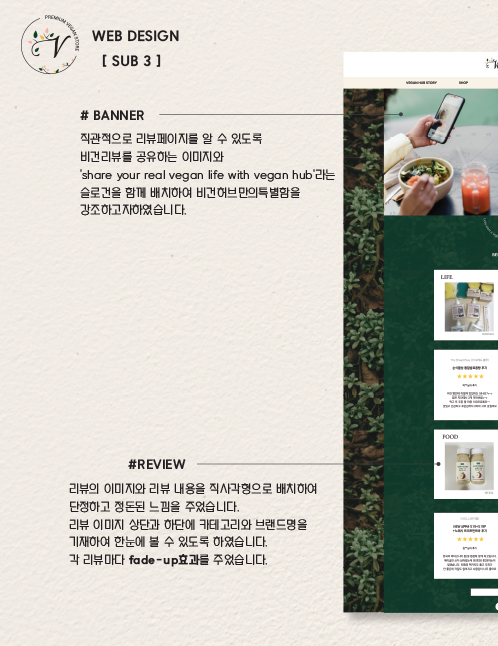 PREMIUM VEGAN STORE
V
WEB DESIGN
[ SUB 3 ]
# BANNER
직관적으로 리뷰페이지를 알 수 있도록
비건리뷰를 공유하는 이미지와
'share your real vegan life with vegan hub'라는
슬로건을 함께 배치하여 비건허브만의특별함을
강조하고자하였습니다.
VEGAN HUB STORY SHOP
LIFE
FOOD
#REVIEW
리뷰의 이미지와 리뷰 내용을 직사각형으로 배치하여
단정하고 정돈된 느낌을 주었습니다.
리뷰 이미지 상단과 하단에 카테고리와 브랜드명을
기재하여 한눈에 볼 수 있도록 하였습니다.
각 리뷰마다 fade-up효과를 주었습니다.